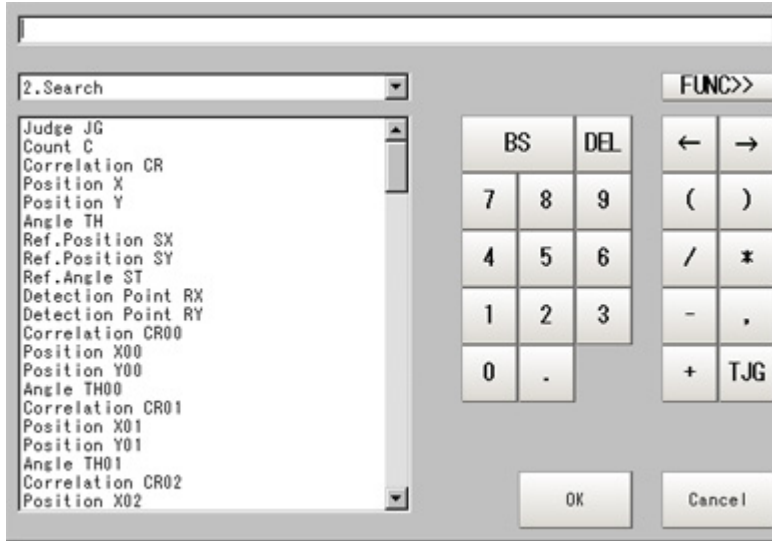 2.Search
FUNC>>
Judge JG
Count C
Correlation CR
Position X
Position Y
Angle TH
Ref.Position SX
Ref.Position SY
Ref.Angle ST
Detection Point RX
Detection Point RY
Correlation CR00
Position X00
Position Y00
Angle TH00
Correlation CR01
Position X01
Position Y01
Angle TH01
Correlation CR02
Position X02
BS DEL ← →
7 8 9 ( )
4 5 6 / *
1 2 3 - ,
0 . + TJG
OK Cancel